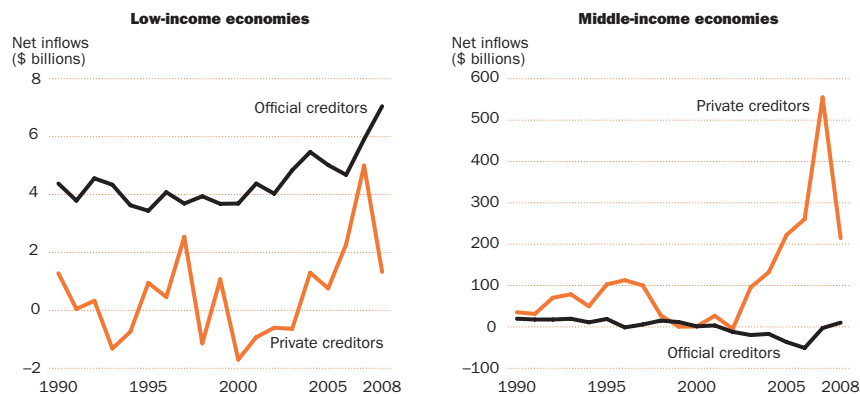 Low-income economies
Net inflows
($ billions)
8
6
4
2
0
–2
Official creditors
Private creditors
1990 1995 2000 2005 2008
Middle-income economies
Net inflows
($ billions)
600
500
400
300
200
100
0
–100
Private creditors
Official creditors
1990 1995 2000 2005 2008